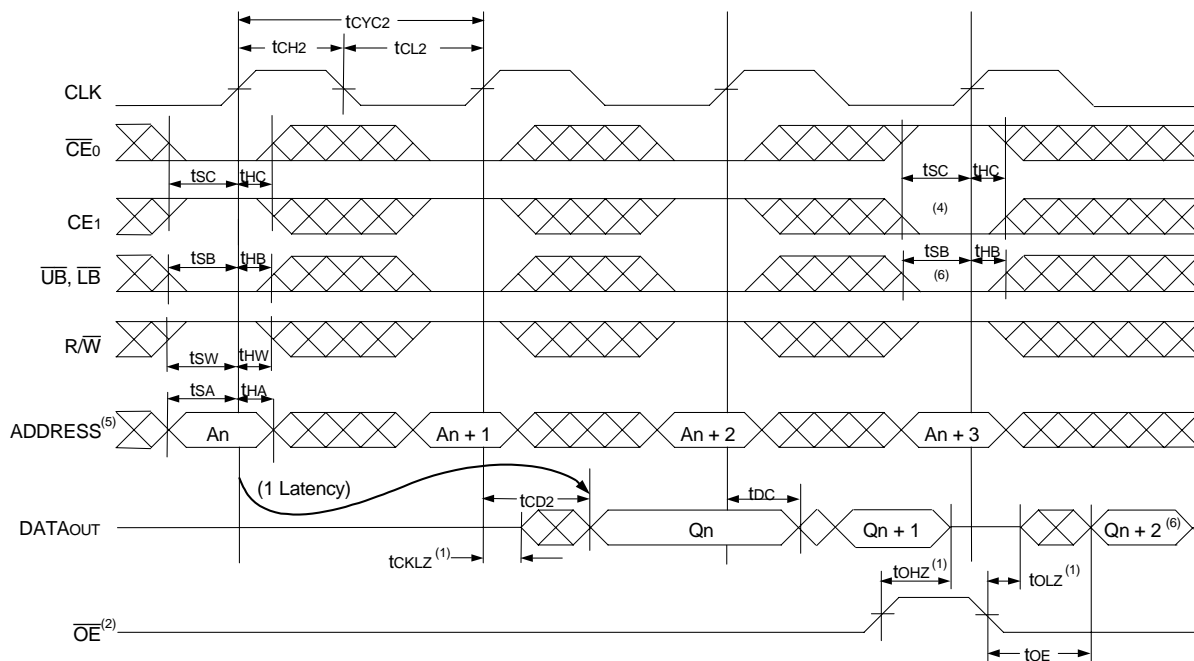 tCYC2
tCH2 tCL2
CLK
CE0
tSC tHC tSC tHC
CE1 (4)
tSB tHB tSB tHB
UB, LB (6)
R/W
tSW tHW
tSA tHA
ADDRESS(5) An An + 1 An + 2 An + 3
(1 Latency) tCD2 tDC
DATAOUT Qn Qn + 1 Qn + 2(6)
tCKLZ(1) tOHZ(1) tOLZ(1)
OE(2)
tOE